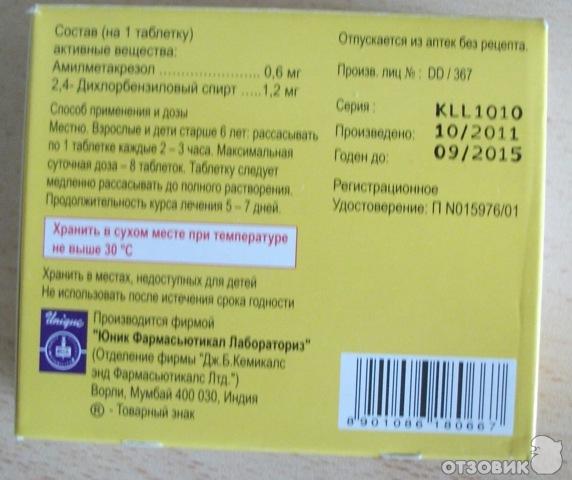 Состав (на 1 таблетку)
активные вещества:
Амилметакрезол ........................ 0,6 мг
2,4- Дихлорбензиловый спирт .....1,2 мг
Способ применения и дозы
Местно. Взрослые и дети старше 6 лет: рассасывать
по 1 таблетке каждые 2 – 3 часа. Максимальная
суточная доза – 8 таблеток. Таблетку следует
медленно рассасывать до полного растворения.
Продолжительность курса лечения 5 – 7 дней.
Хранить в сухом месте при температуре
не выше 30 °С
Хранить в местах, недоступных для детей
Не использовать после истечения срока годности
Unique
Производится фирмой
"Юник Фармасьютикал Лабораториз"
(Отделение фирмы "Дж.Б.Кемикалс
энд Фармасьютикалс Лтд.")
Ворли, Мумбай 400 030, Индия
® - Товарный знак
Отпускается из аптек без рецепта.
Произв. лиц № : DD / 367
Серия : KLL1010
Произведено: 10/2011
Годен до: 09/2015
Регистрационное
Удостоверение: П N015976/01
8 901086 180667
ОТЗОВИК